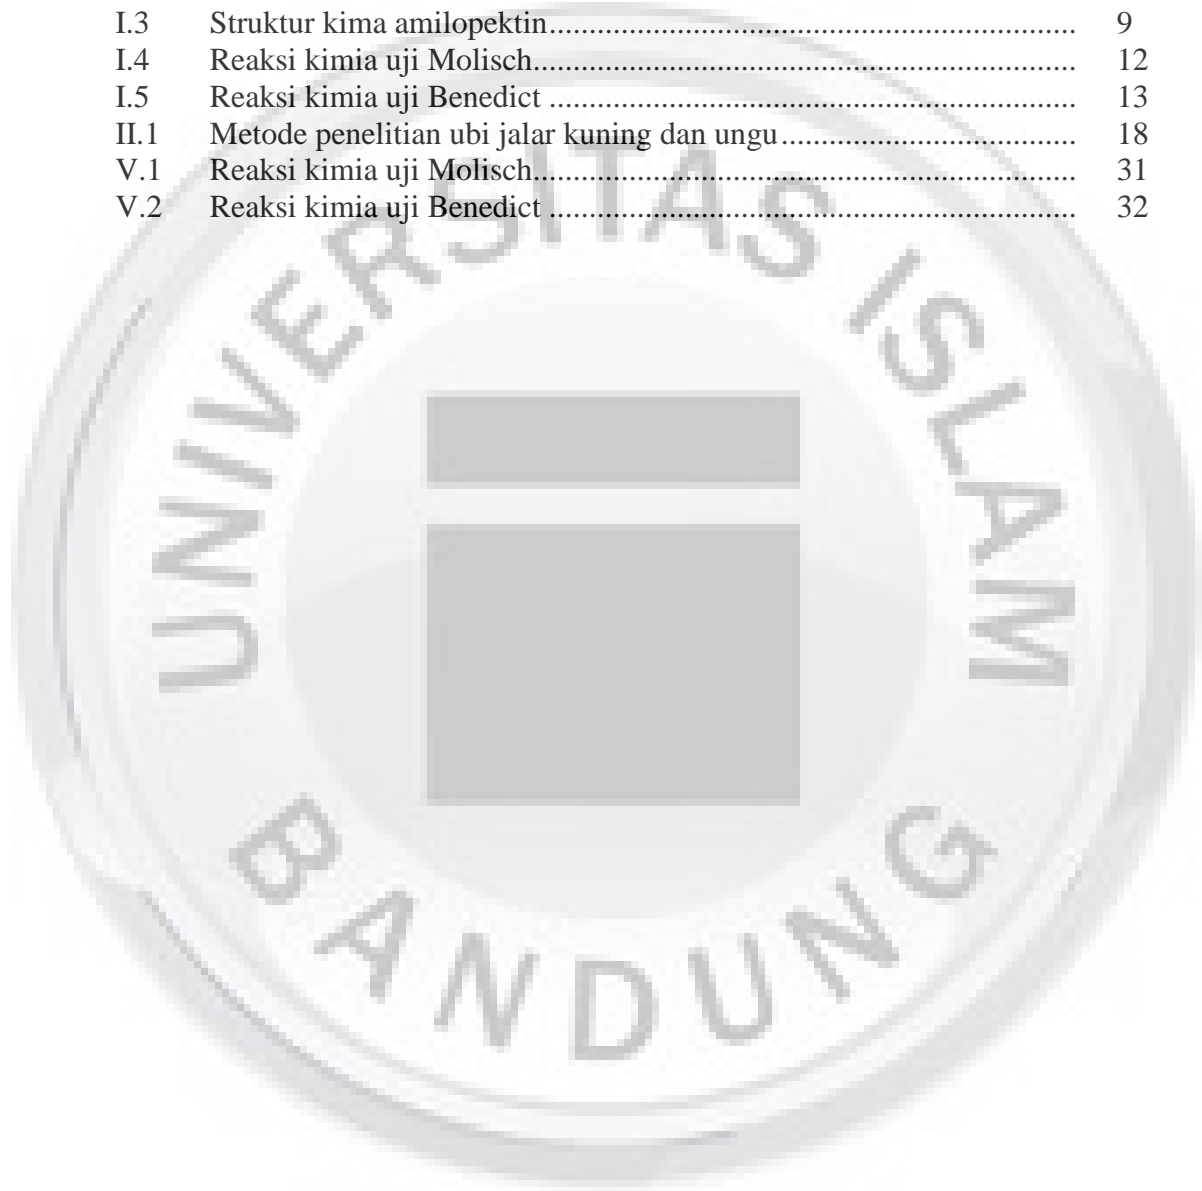 I.3 Struktur kima amilopektin................................................................ 9
I.4 Reaksi kimia uji Molisch.................................................................. 12
I.5 Reaksi kimia uji Benedict ................................................................ 13
II.1 Metode penelitian ubi jalar kuning dan ungu.................................... 18
V.1 Reaksi kimia uji Molisch.................................................................. 31
V.2 Reaksi kimia uji Benedict ................................................................ 32
UNIVERSITAS ISLAM
BANDUNG